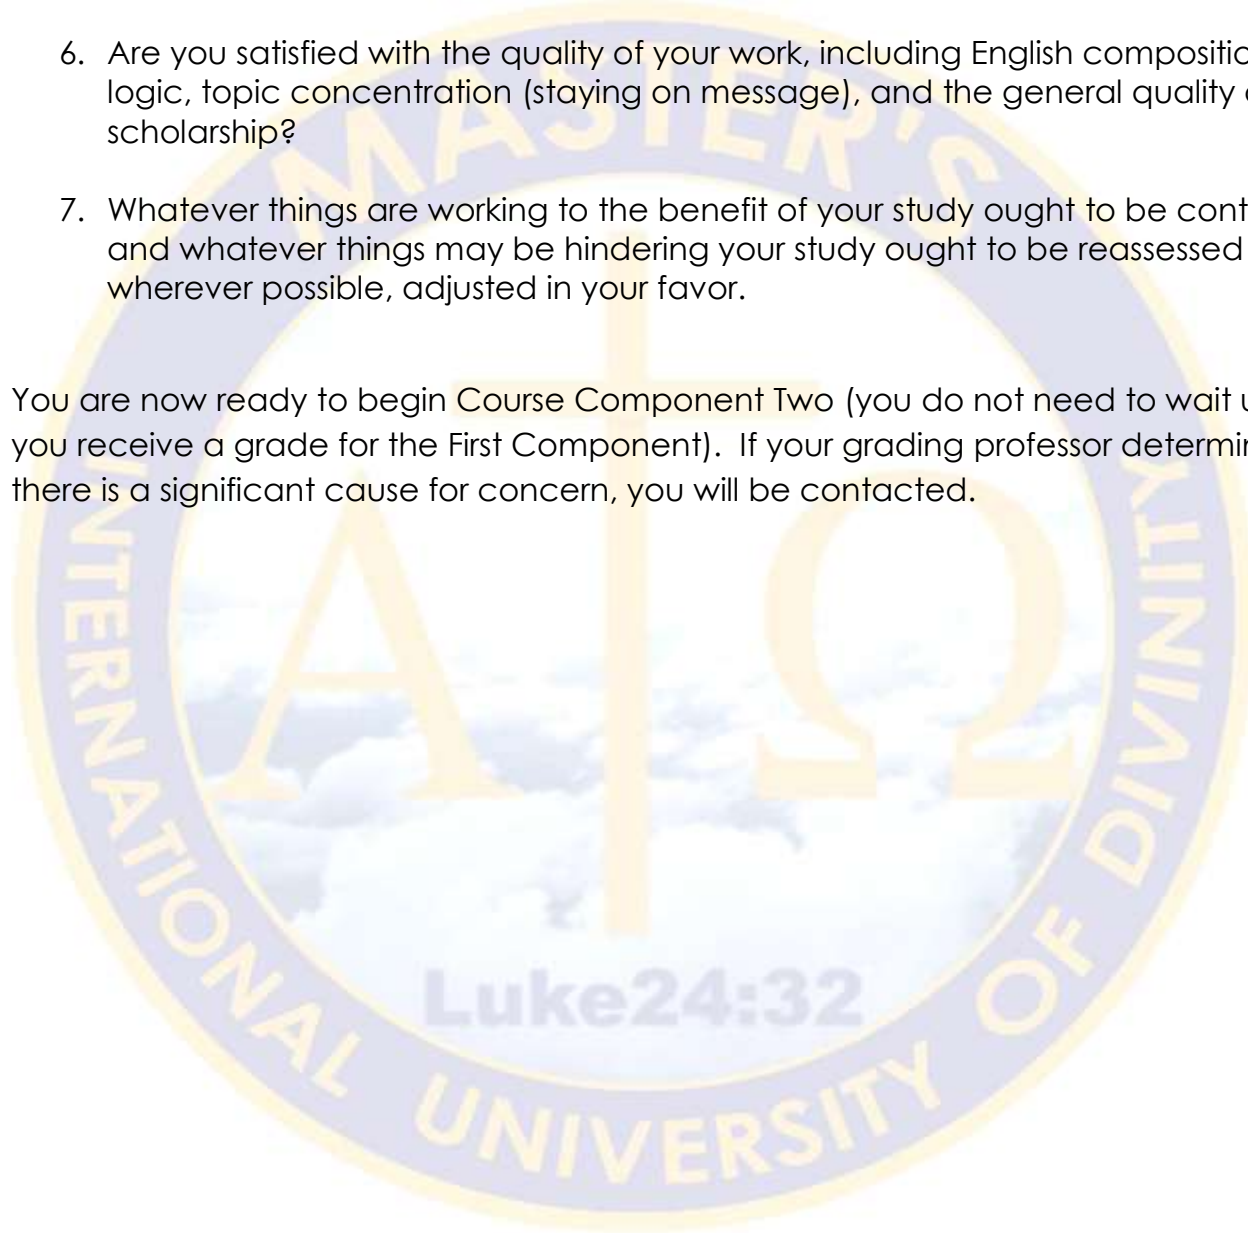 6. Are you satisfied with the quality of your work, including English compositio
logic, topic concentration (staying on message), and the general quality
scholarship?
7. Whatever things are working to the benefit of your study ought to be cont
and whatever things may be hindering your study ought to be reassessed
wherever possible, adjusted in your favor.
You are now ready to begin Course Component Two (you do not need to wait
you receive a grade for the First Component). If your grading professor determi
there is a significant cause for concern, you will be contacted.
MASTER'S
INTERNATIONAL UNIVERSITY OF DIVINITY
Α Ω
Luke24:32